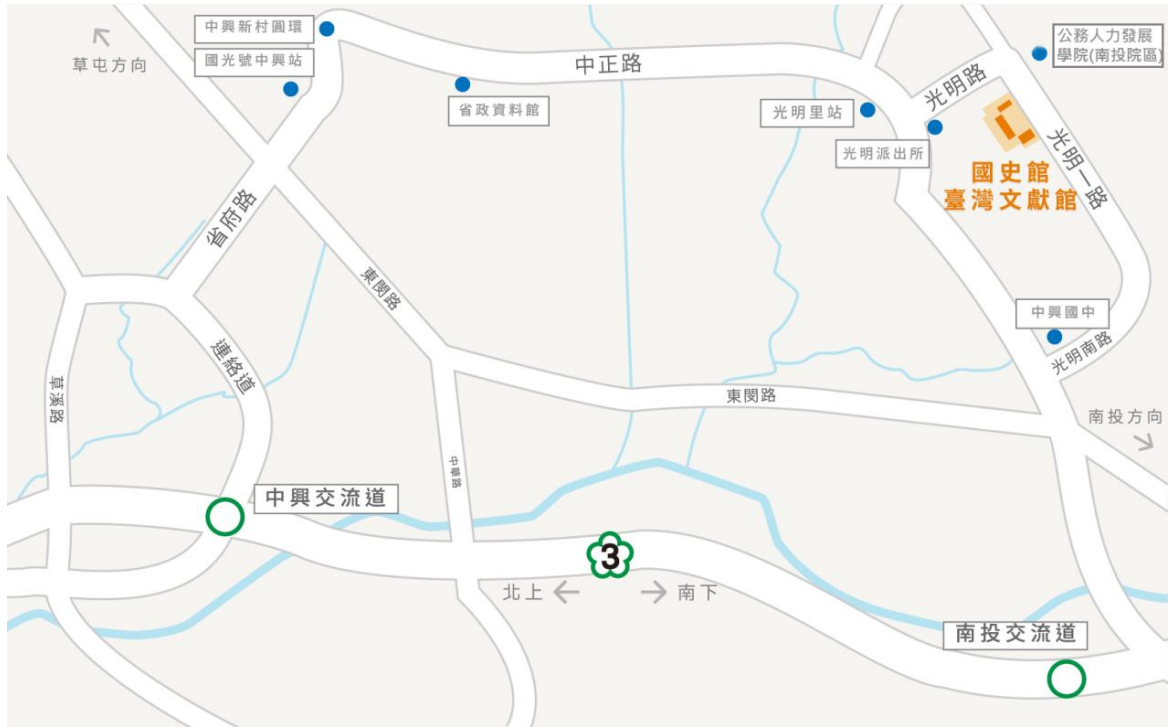 中興新村圓環
國光號中興站
草屯方向
中正路
省政資料館
光明里站
光明派出所
光明路
公務人力發展
學院(南投院區)
國史館
臺灣文獻館
光明一路
省府路
東閔路
中興國中
光明南路
連絡道
草溪路
東閔路
南投方向
中華路
中興交流道
3
北上
南下
南投交流道